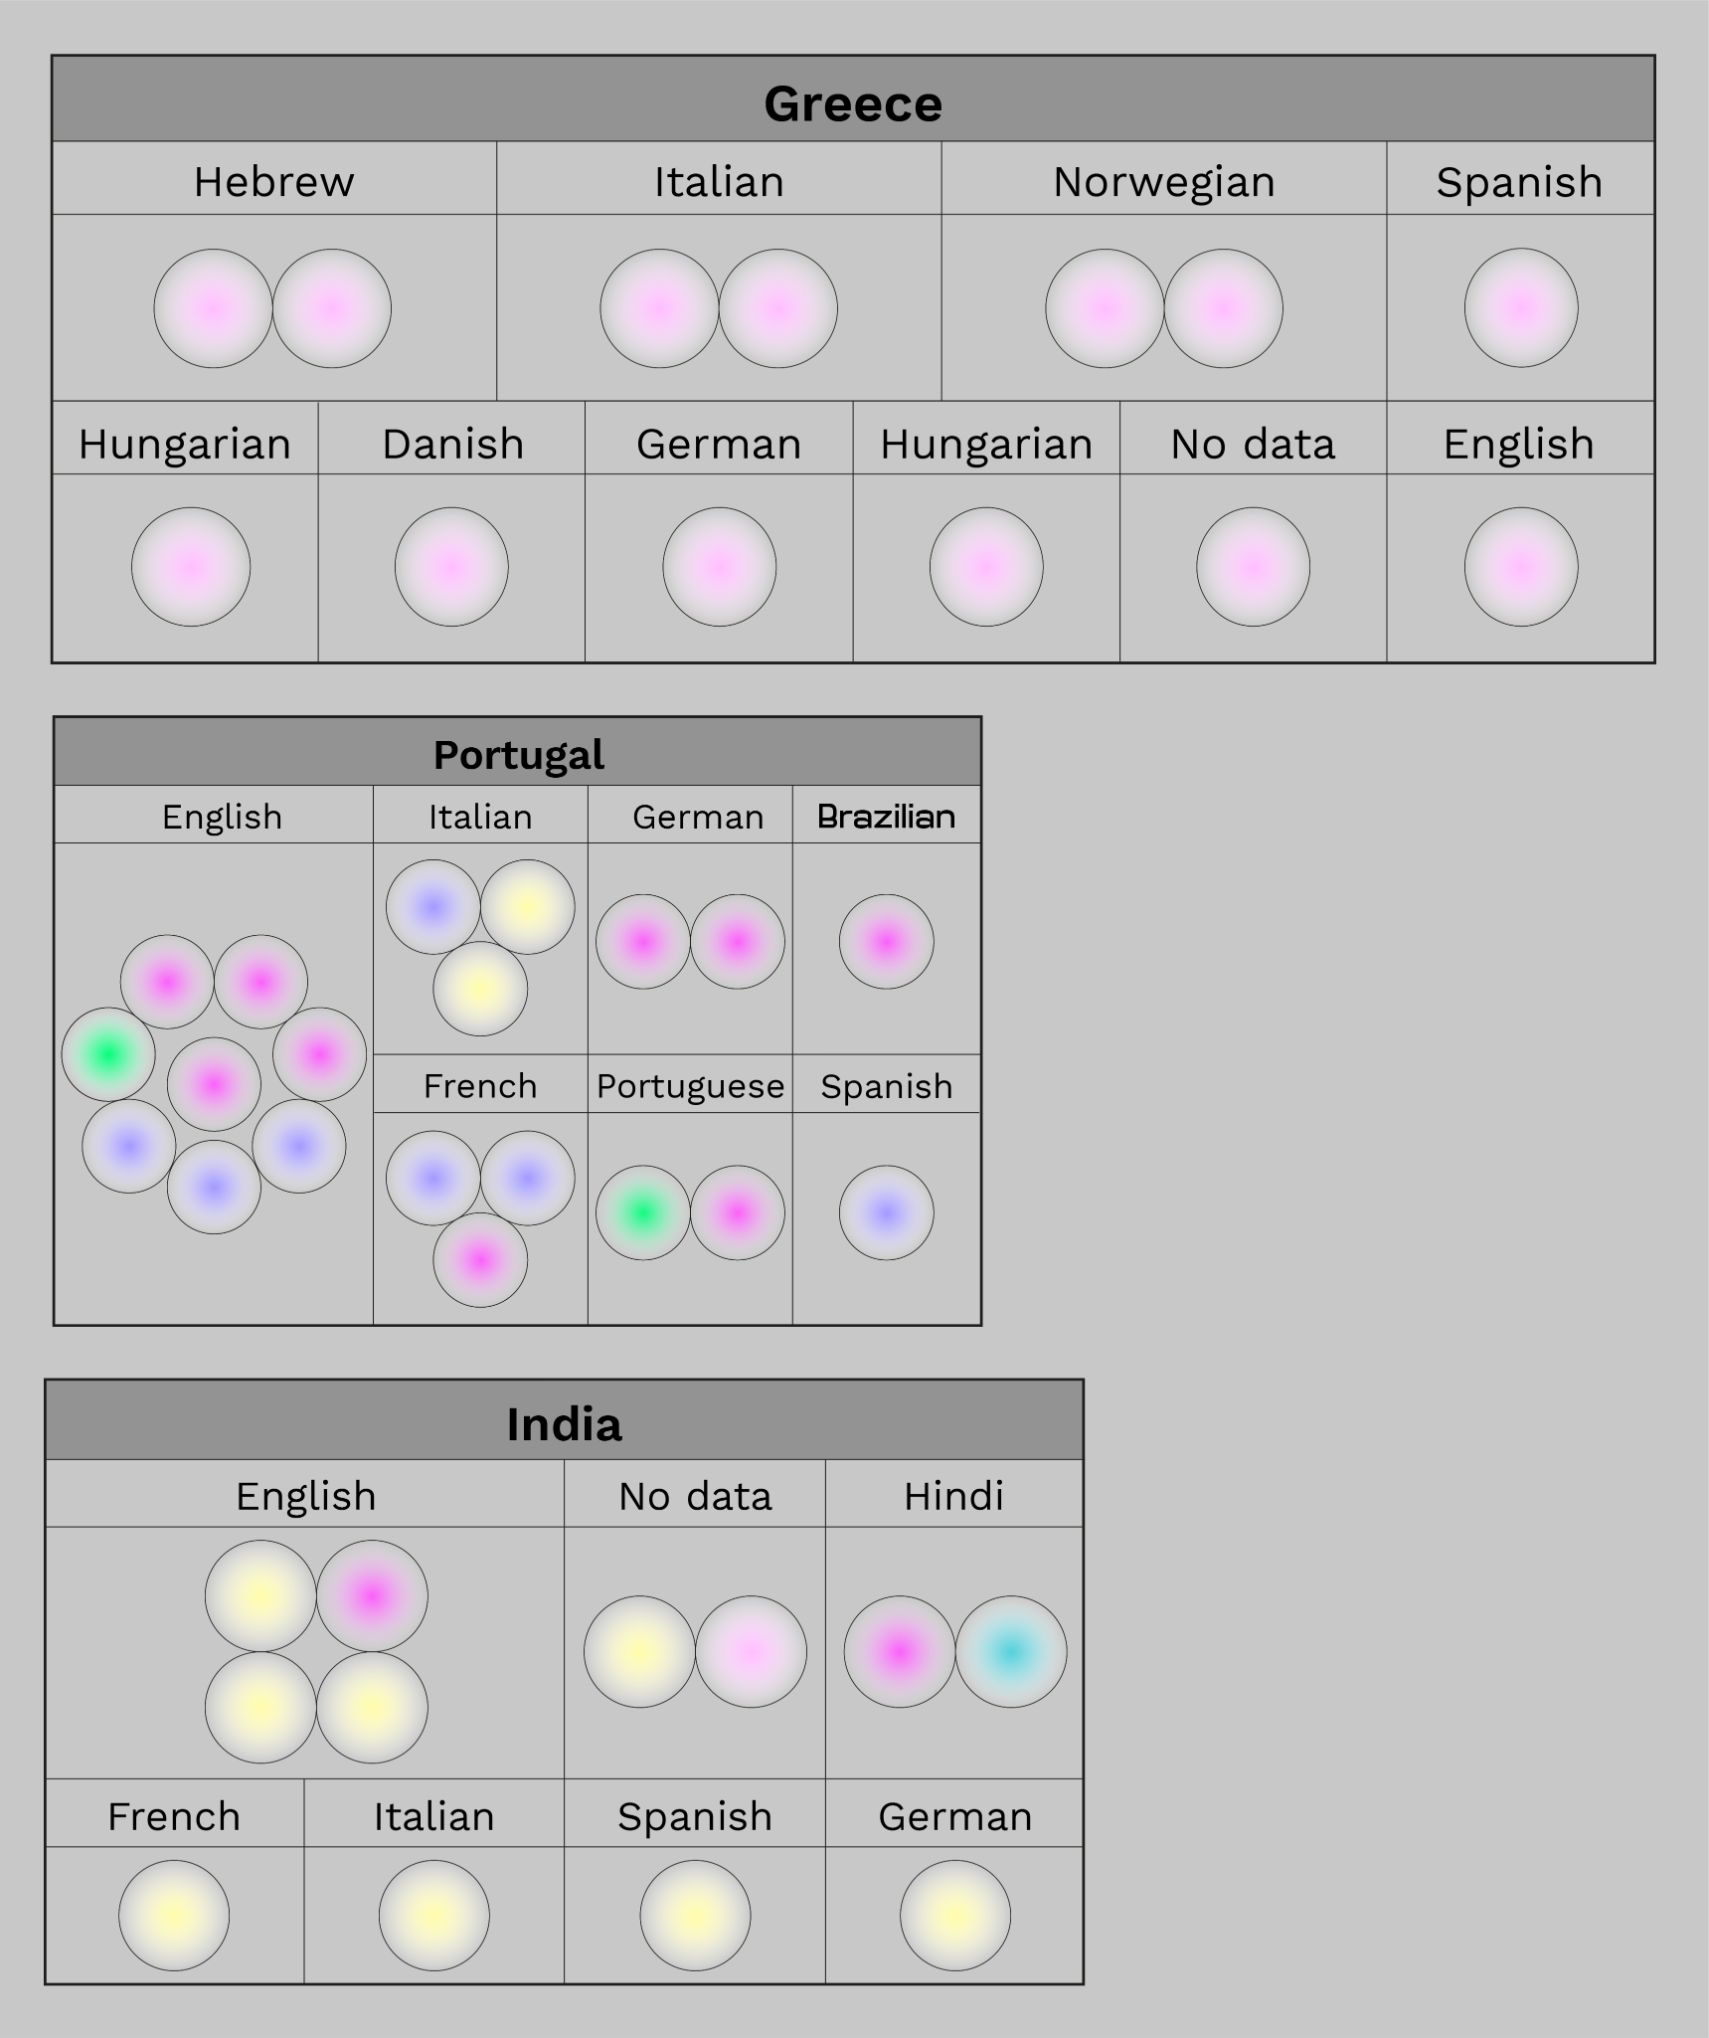 Greece
Hebrew Italian Norwegian Spanish
Hungarian Danish German Hungarian No data English
Portugal
English Italian German Brazilian
French Portuguese Spanish
India
English No data Hindi
French Italian Spanish German